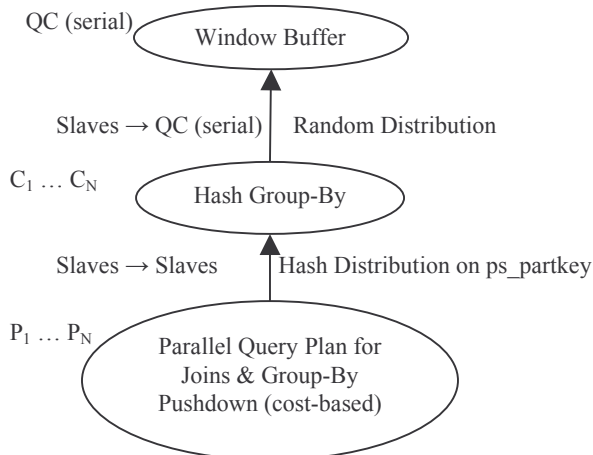 QC (serial)
Window Buffer
Slaves → QC (serial) Random Distribution
C1 … CN
Hash Group-By
Slaves → Slaves Hash Distribution on ps_partkey
P1 … PN
Parallel Query Plan for
Joins & Group-By
Pushdown (cost-based)